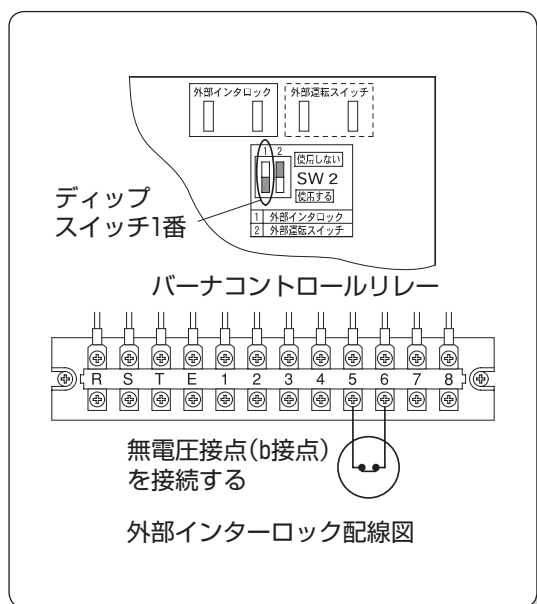 外部インタロック 外部運転スイッチ
1 2
使用しない
SW 2
使用する
1 外部インタロック
2 外部運転スイッチ
ディップ
スイッチ1番
バーナコントロールリレー
R S T E 1 2 3 4 5 6 7 8
無電圧接点(b接点)
を接続する
外部インターロック配線図